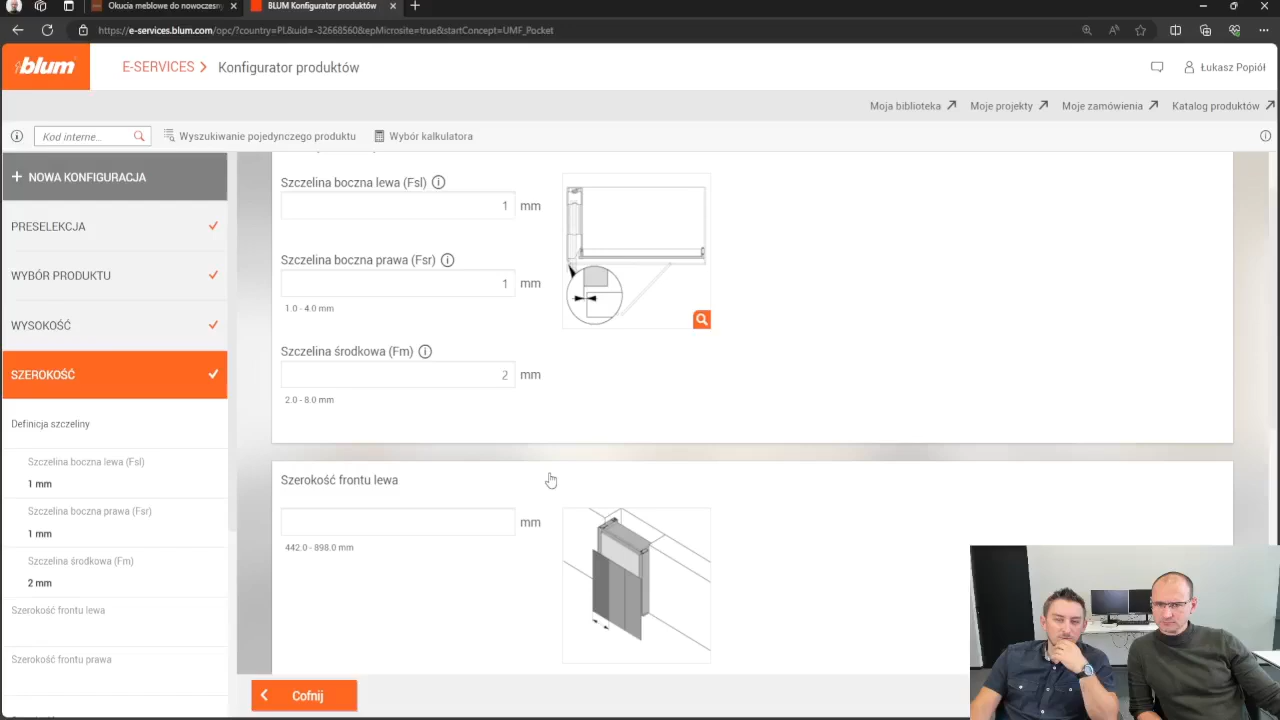 Okucia meblowe do nowoczesn
BLUM Konfigurator produktów
https://e-services.blum.com/opc/?country=PL&uid=-32668560&epMicrosite=true&startConcept=UMF_Pocket
blum
E-SERVICES
Konfigurator produktów
Łukasz Popiół
Moja biblioteka
Moje projekty
Moje zamówienia
Katalog produktów
Kod interne...
Wyszukiwanie pojedynczego produktu
Wybór kalkulatora
+ NOWA KONFIGURACJA
PRESELEKCJA
WYBÓR PRODUKTU
WYSOKOŚĆ
SZEROKOŚĆ
Definicja szczeliny
Szczelina boczna lewa (Fsl)
1 mm
Szczelina boczna prawa (Fsr)
1 mm
Szczelina środkowa (Fm)
2 mm
Szerokość frontu lewa
Szerokość frontu prawa
Szczelina boczna lewa (Fsl)
1 mm
Szczelina boczna prawa (Fsr)
1 mm
1.0 - 4.0 mm
Szczelina środkowa (Fm)
2 mm
2.0 - 8.0 mm
Szerokość frontu lewa
mm
442.0 - 898.0 mm
Cofnij